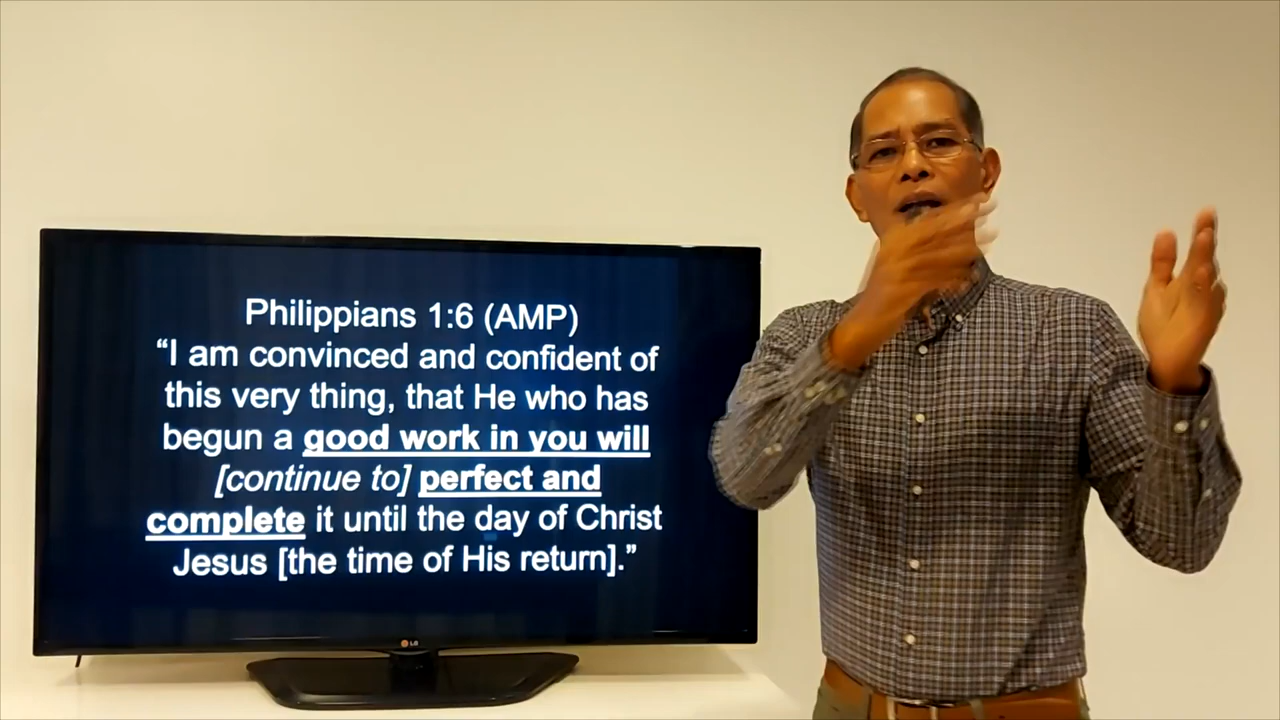 Philippians 1:6 (AMP)
“I am convinced and confident of
this very thing, that He who has
begun a good work in you will
[continue to] perfect and
complete it until the day of Christ
Jesus [the time of His return].”
LG